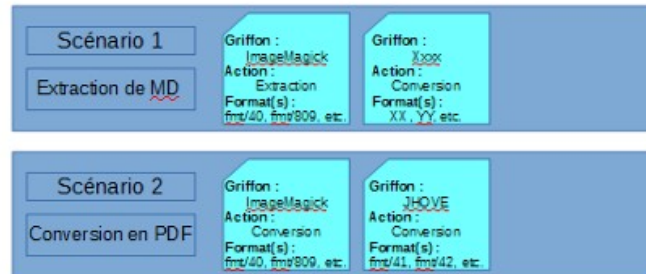 Scénario 1
Extraction de MD
Griffon :
ImageMagick
Action :
Extraction
Format(s) :
fmt/40, fmt/809, etc.
Griffon :
Xxxx
Action :
Conversion
Format(s) :
XX , YY, etc.
Scénario 2
Conversion en PDF
Griffon :
ImageMagick
Action :
Conversion
Format(s) :
fmt/40, fmt/809, etc.
Griffon :
JHOVE
Action :
Conversion
Format(s) :
fmt/41, fmt/42, etc.